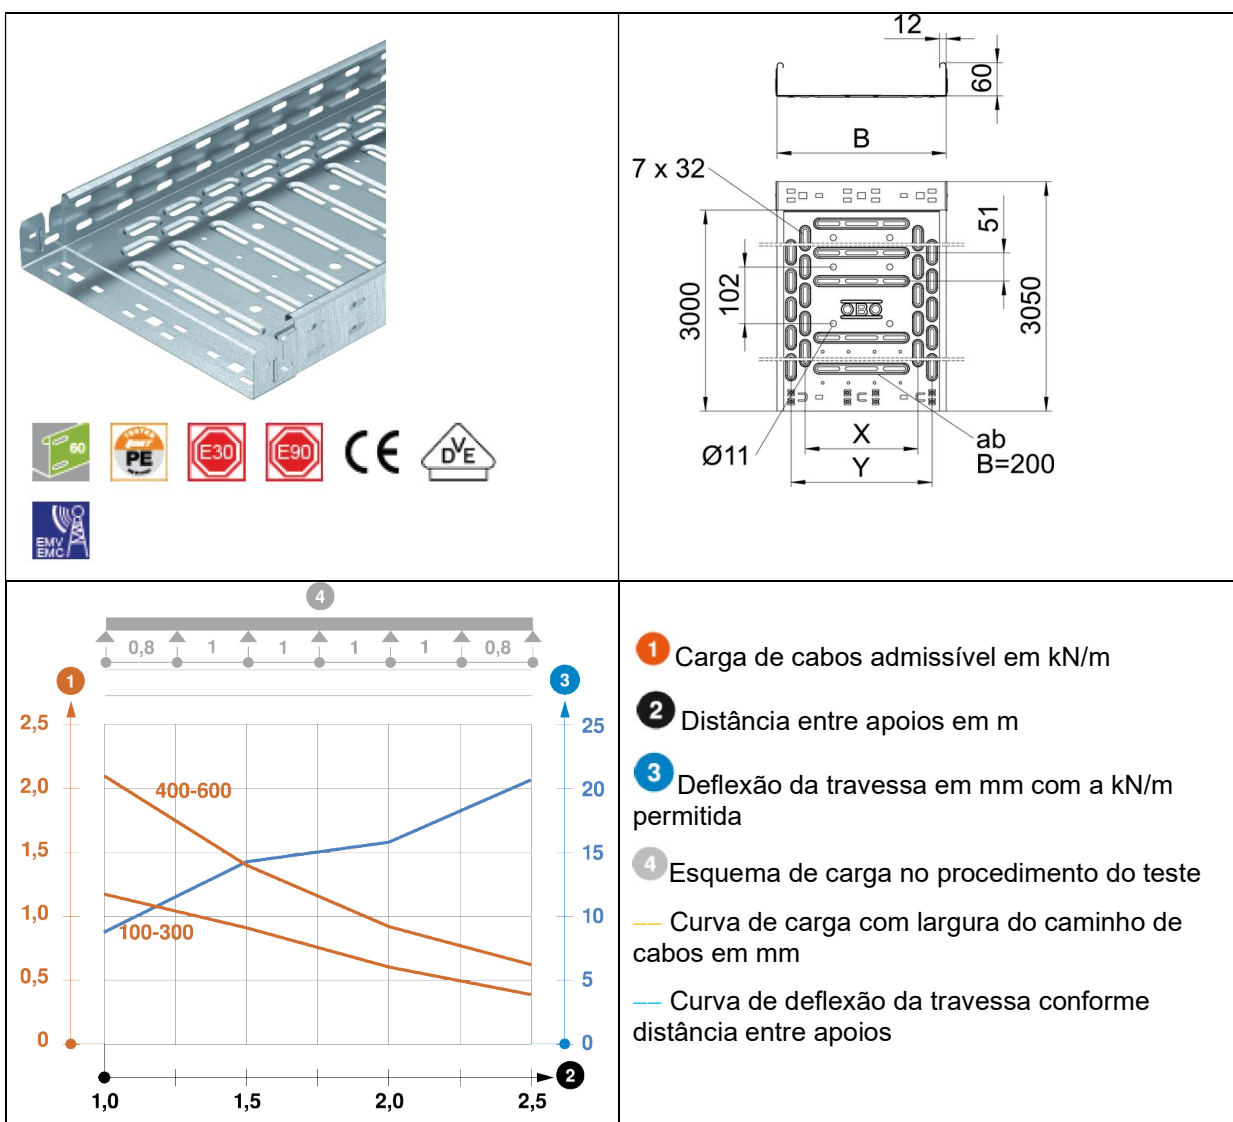 60
PE
E30
E90
CE
DVE
EMV
EMC
12
60
B
7 x 32
51
102
3000
3050
OBO
X
Y
Ø11
ab
B=200
4
0,8
1
1
1
1
0,8
1
3
2,5
2,0
1,5
1,0
0,5
0
25
20
15
10
5
0
400-600
100-300
2
1,0
1,5
2,0
2,5
1 Carga de cabos admissível em kN/m
2 Distância entre apoios em m
3 Deflexão da travessa em mm com a kN/m
permitida
4 Esquema de carga no procedimento do teste
Curva de carga com largura do caminho de
cabos em mm
Curva de deflexão da travessa conforme
distância entre apoios